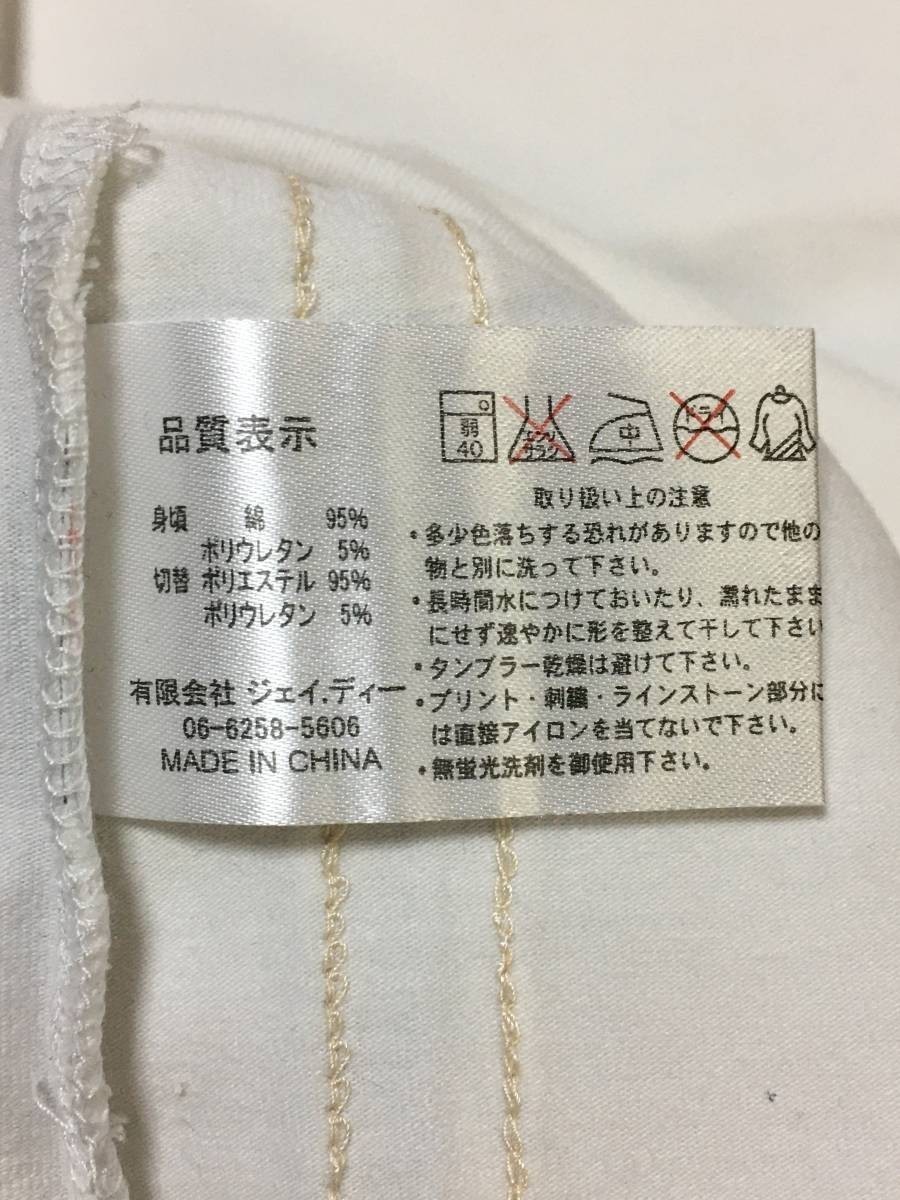 品質表示
身頃 綿 95%
ポリウレタン 5%
切替 ポリエステル 95%
ポリウレタン 5%
有限会社 ジェイ.ディー
06-6258-5606
MADE IN CHINA
弱
40
エンソ
サラシ
中
ドライ
取り扱い上の注意
・多少色落ちする恐れがありますので他の
物と別に洗って下さい。
・長時間水につけておいたり、濡れたまま
にせず速やかに形を整えて干して下さい
・タンブラー乾燥は避けて下さい。
・プリント・刺繍・ラインストーン部分に
は直接アイロンを当てないで下さい。
・無蛍光洗剤を御使用下さい。